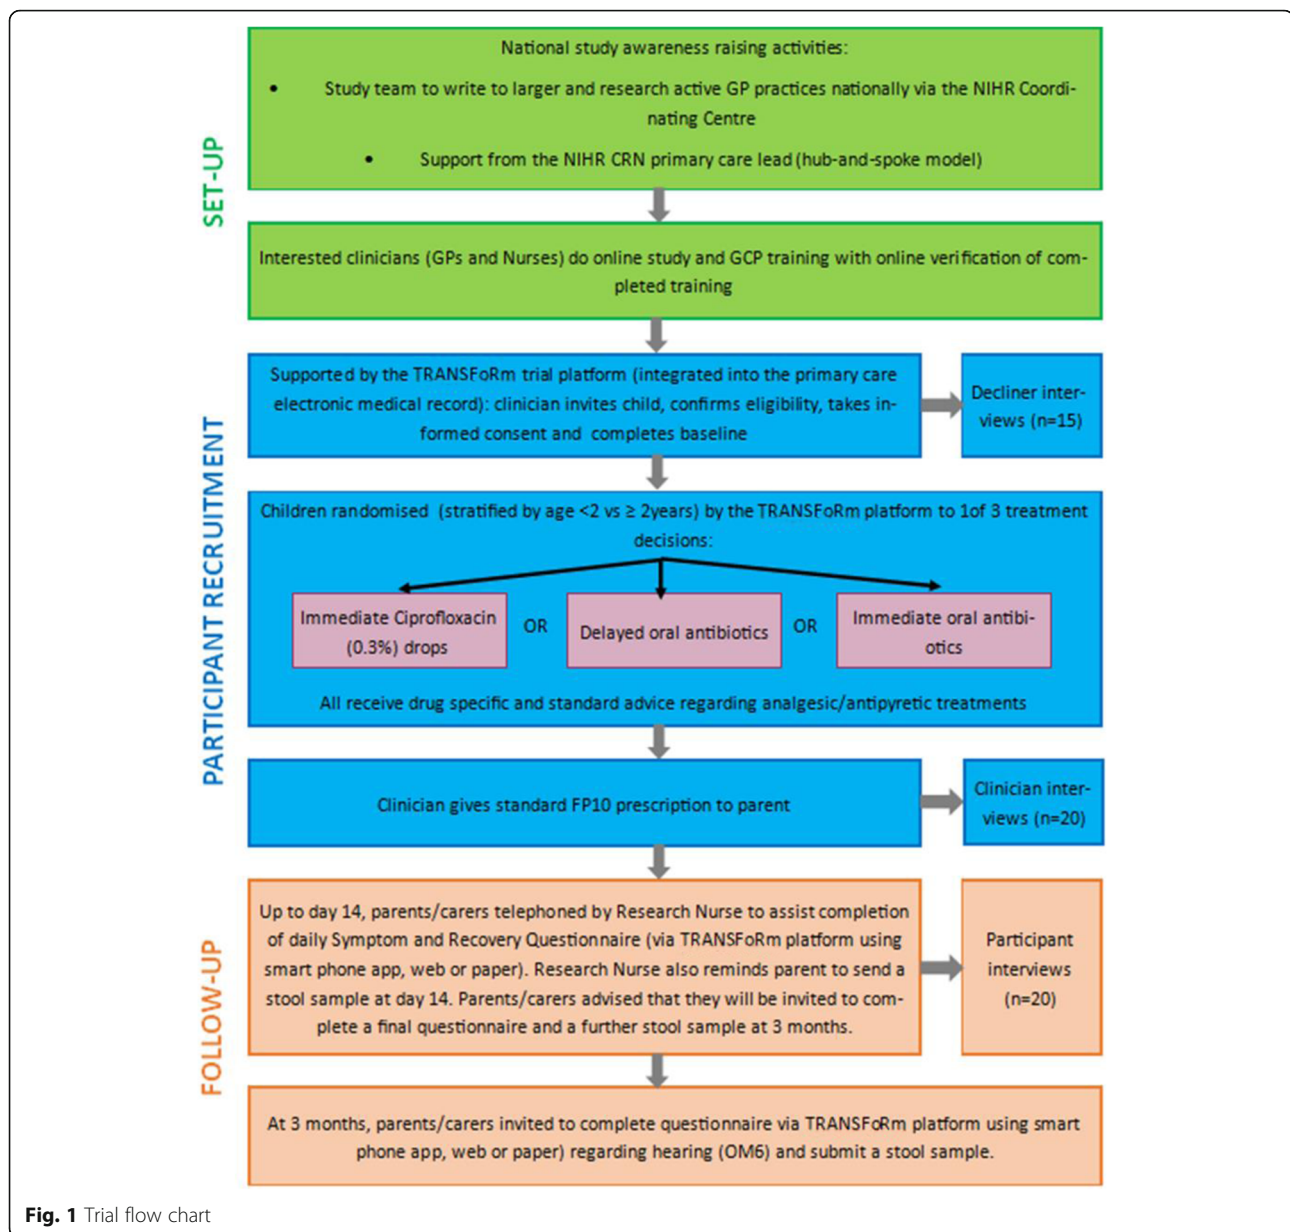 National study awareness raising activities:
• Study team to write to larger and research active GP practices nationally via the NIHR Coordi-
nating Centre
• Support from the NIHR CRN primary care lead (hub-and-spoke model)
SET-UP
Interested clinicians (GPs and Nurses) do online study and GCP training with online verification of com-
pleted training
Supported by the TRANSFoRm trial platform (integrated into the primary care
electronic medical record): clinician invites child, confirms eligibility, takes in-
formed consent and completes baseline
Decliner inter-
views (n=15)
PARTICIPANT RECRUITMENT
Children randomised (stratified by age <2 vs ≥ 2years) by the TRANSFoRm platform to 1of 3 treatment
decisions:
Immediate Ciprofloxacin
(0.3%) drops
OR
Delayed oral antibiotics
OR
Immediate oral antibi-
otics
All receive drug specific and standard advice regarding analgesic/antipyretic treatments
Clinician gives standard FP10 prescription to parent
Clinician inter-
views (n=20)
FOLLOW-UP
Up to day 14, parents/carers telephoned by Research Nurse to assist completion
of daily Symptom and Recovery Questionnaire (via TRANSFoRm platform using
smart phone app, web or paper). Research Nurse also reminds parent to send a
stool sample at day 14. Parents/carers advised that they will be invited to com-
plete a final questionnaire and a further stool sample at 3 months.
Participant
interviews
(n=20)
At 3 months, parents/carers invited to complete questionnaire via TRANSFoRm platform using smart
phone app, web or paper) regarding hearing (OM6) and submit a stool sample.
Fig. 1 Trial flow chart